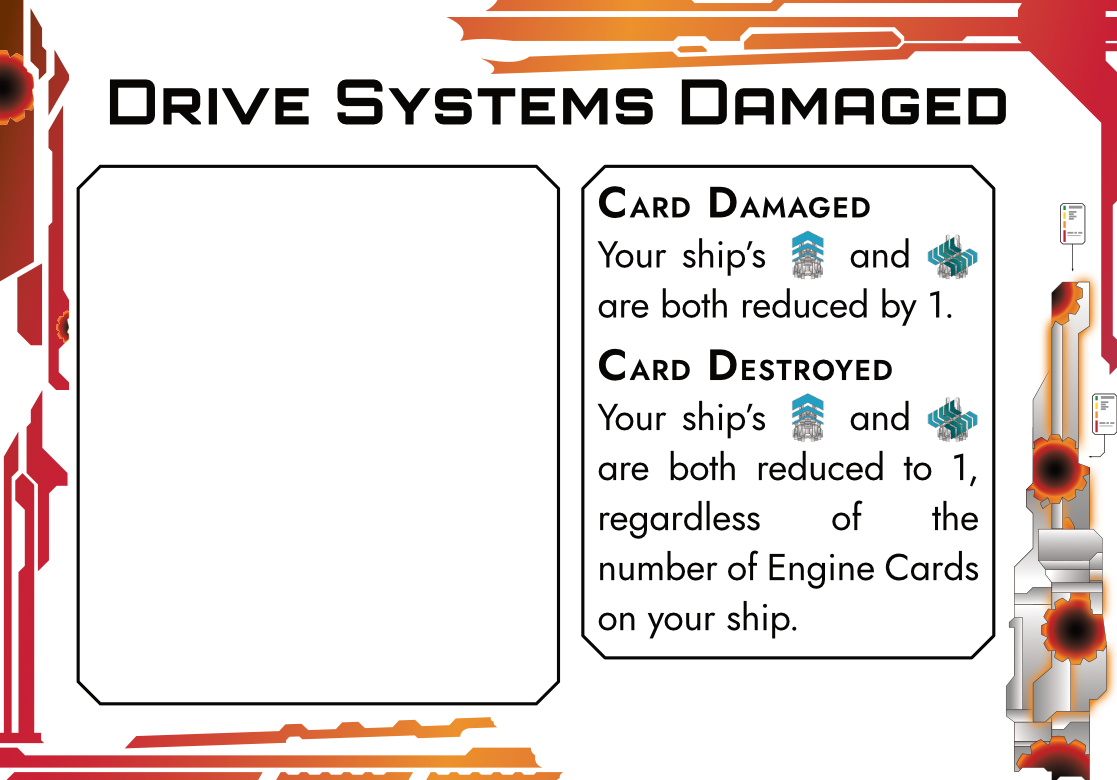 Drive Systems Damaged
Card Damaged
Your ship’s and
are both reduced by 1.
Card Destroyed
Your ship’s and
are both reduced to 1,
regardless of the
number of Engine Cards
on your ship.